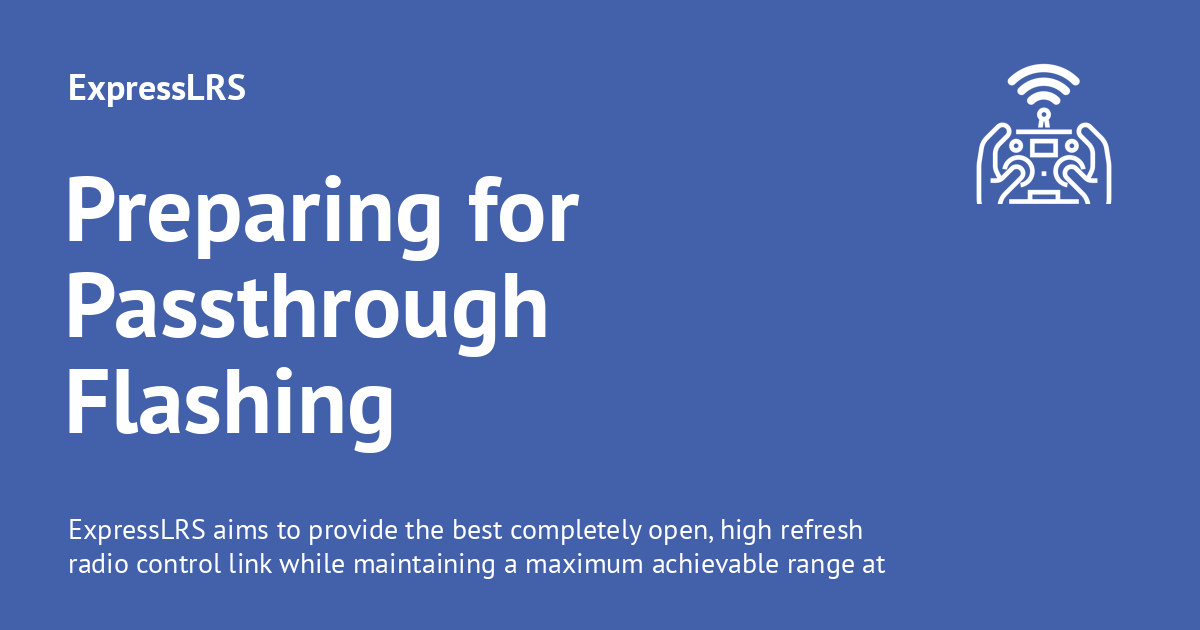 ExpressLRS
Preparing for
Passthrough
Flashing
ExpressLRS aims to provide the best completely open, high refresh
radio control link while maintaining a maximum achievable range at